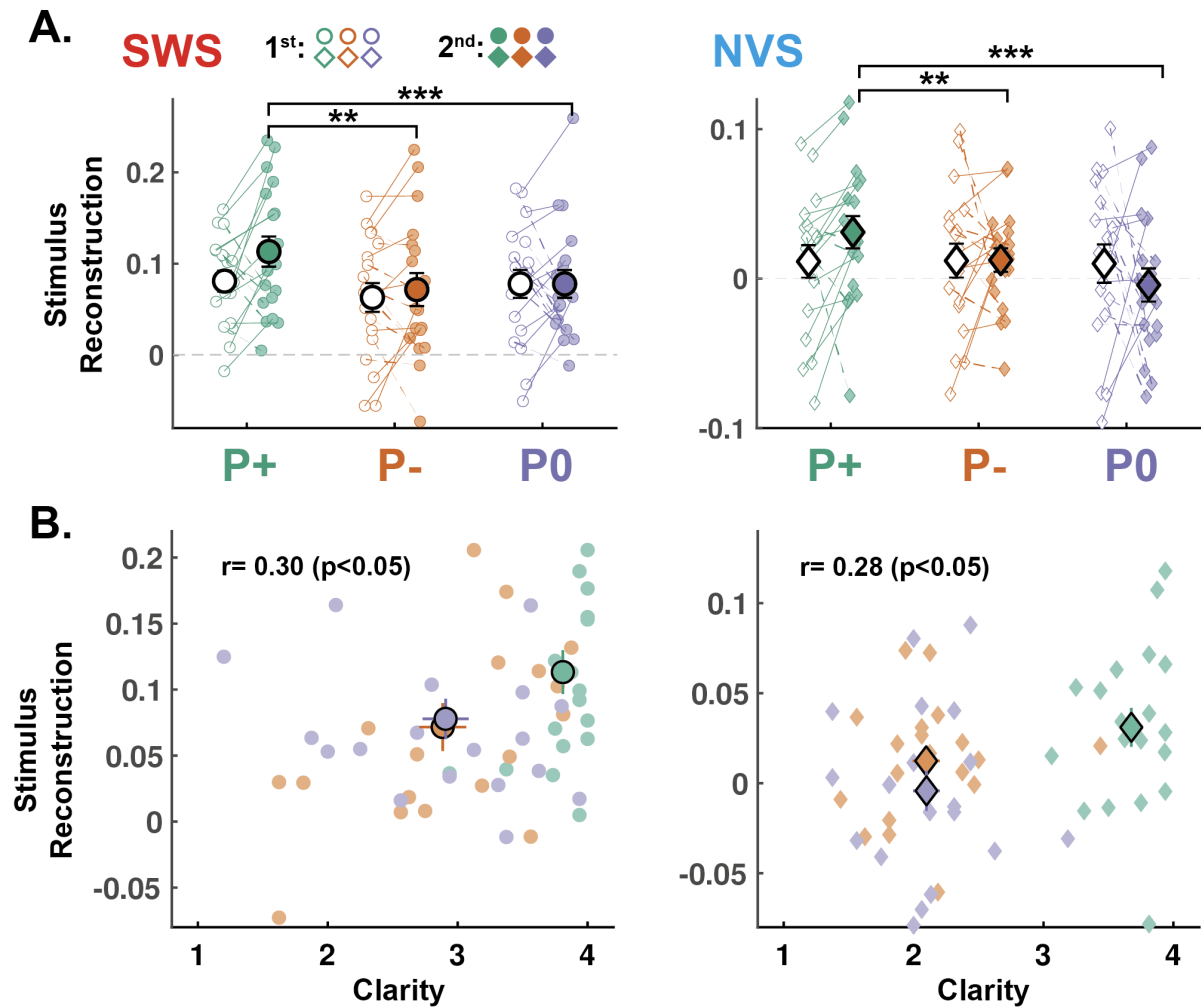 A.
SWS 1st: 2nd: NVS
** ***
** ***
Stimulus
Reconstruction
0.2
0.1
0
0.1
0
-0.1
P+ P- P0
P+ P- P0
B.
Stimulus
Reconstruction
r= 0.30 (p<0.05)
0.2
0.15
0.1
0.05
0
-0.05
1 2 3 4
Clarity
r= 0.28 (p<0.05)
0.1
0.05
0
-0.05
1 2 3 4
Clarity